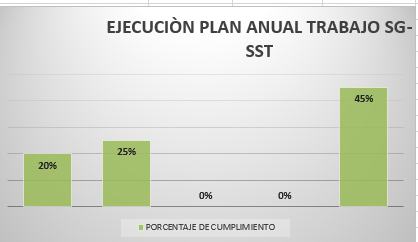 EJECUCIÒN PLAN ANUAL TRABAJO SG-
SST
45%
25%
20%
0% 0%
PORCENTAJE DE CUMPLIMIENTO